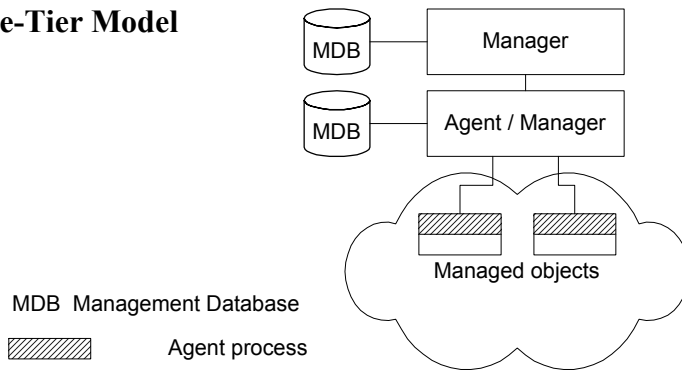 e-Tier Model
MDB
Manager
MDB
Agent / Manager
Managed objects
MDB Management Database
Agent process